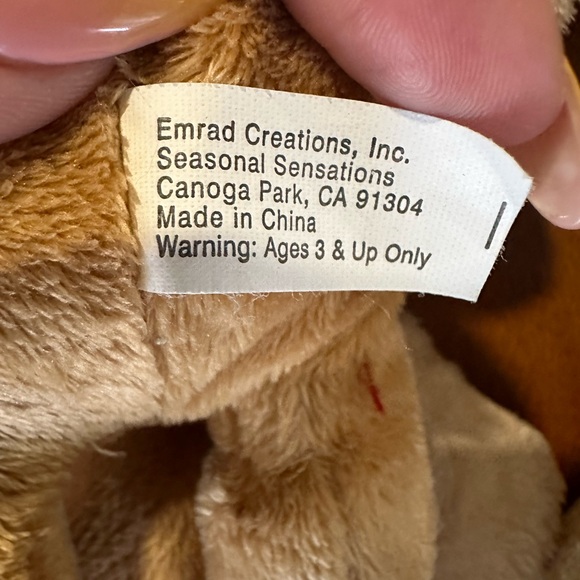 Emrad Creations, Inc.
Seasonal Sensations
Canoga Park, CA 91304
Made in China
Warning: Ages 3 & Up Only